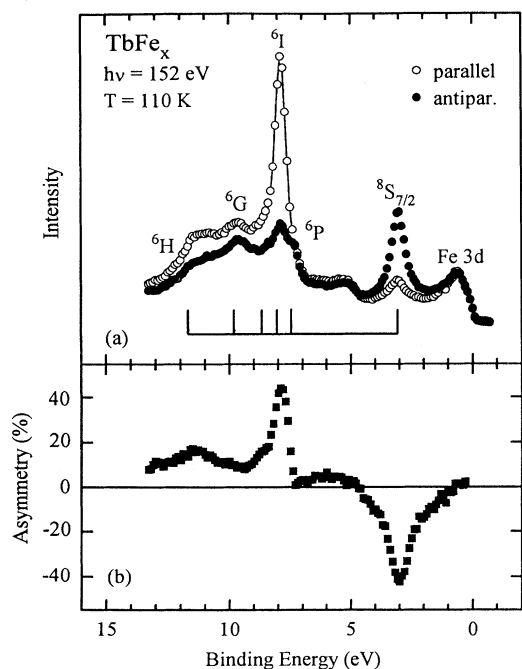 TbFeₓ
hν = 152 eV
T = 110 K
parallel
antipar.
⁶I
⁶H
⁶G
⁶P
⁸S₇/₂
Fe 3d
Intensity
(a)
40
20
0
-20
-40
Asymmetry (%)
(b)
15 10 5 0
Binding Energy (eV)